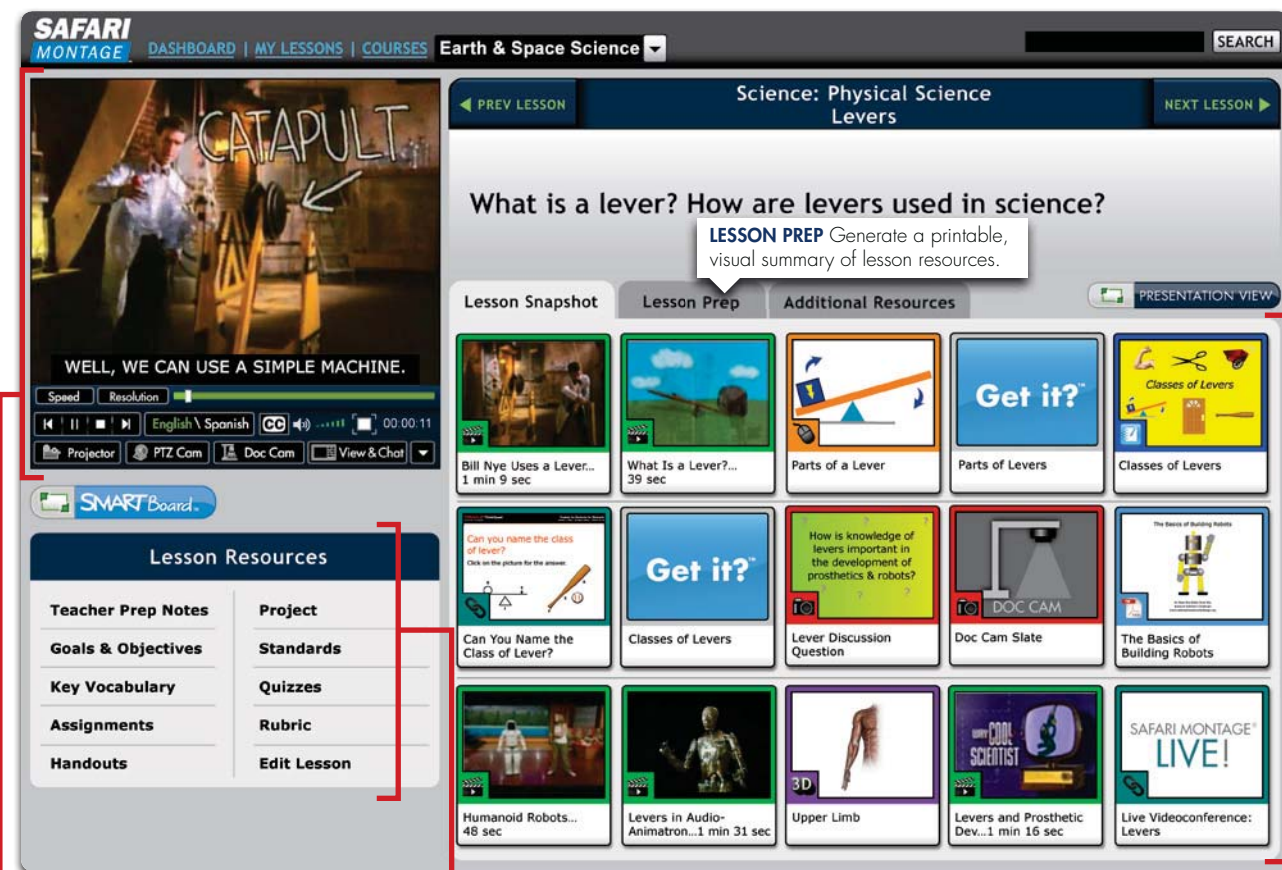 SAFARI
MONTAGE
DASHBOARD | MY LESSONS | COURSES
Earth & Space Science
SEARCH
CATAPULT
WELL, WE CAN USE A SIMPLE MACHINE.
Speed
Resolution
English \ Spanish
CC
00:00:11
Projector
PTZ Cam
Doc Cam
View & Chat
SMART Board™
Lesson Resources
Teacher Prep Notes
Project
Goals & Objectives
Standards
Key Vocabulary
Quizzes
Assignments
Rubric
Handouts
Edit Lesson
PREV LESSON
Science: Physical Science
Levers
NEXT LESSON
What is a lever? How are levers used in science?
LESSON PREP Generate a printable,
visual summary of lesson resources.
Lesson Snapshot
Lesson Prep
Additional Resources
PRESENTATION VIEW
Bill Nye Uses a Lever...
1 min 9 sec
What Is a Lever?...
39 sec
Parts of a Lever
Get it?™
Parts of Levers
Classes of Levers
Classes of Levers
Can you name the class
of lever?
Click on the picture for the answer.
Can You Name the
Class of Lever?
Get it?™
Classes of Levers
How is knowledge of
levers important in
the development of
prosthetics & robots?
Lever Discussion
Question
DOC CAM
Doc Cam Slate
The Basics of Building Robots
The Basics of
Building Robots
Humanoid Robots...
48 sec
Levers in Audio-
Animatron...1 min 31 sec
3D
Upper Limb
WAY COOL
SCIENTIST
Levers and Prosthetic
Dev...1 min 16 sec
SAFARI MONTAGE®
LIVE!
Live Videoconference:
Levers